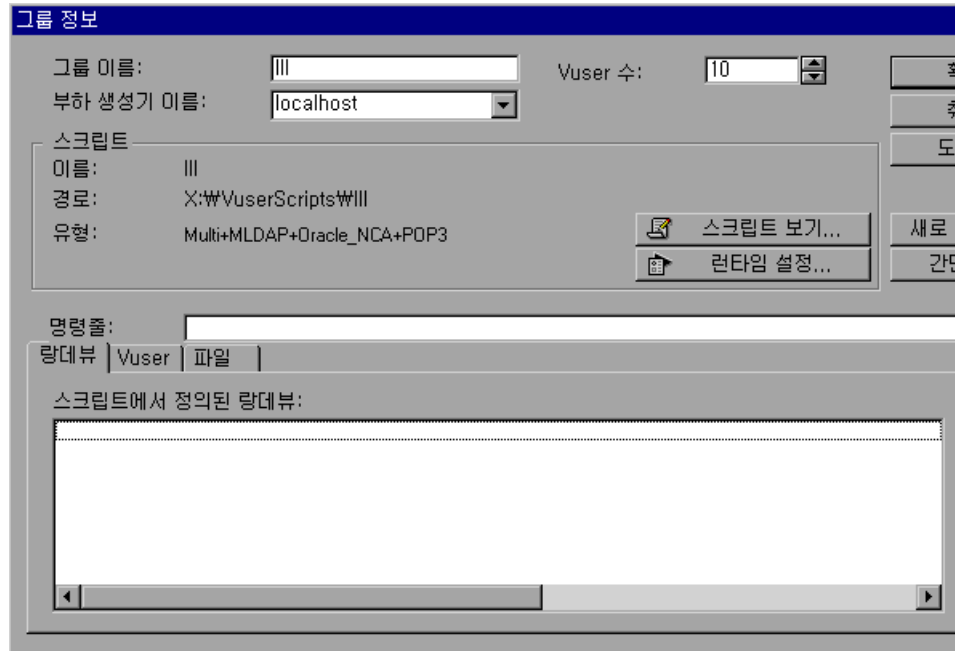 그룹 정보
그룹 이름: lll Vuser 수: 10
부하 생성기 이름: localhost
스크립트
이름: lll
경로: X:₩VuserScripts₩lll
유형: Multi+MLDAP+Oracle_NCA+POP3
스크립트 보기...
새로
런타임 설정...
명령줄:
랑데뷰 Vuser 파일
스크립트에서 정의된 랑데뷰: